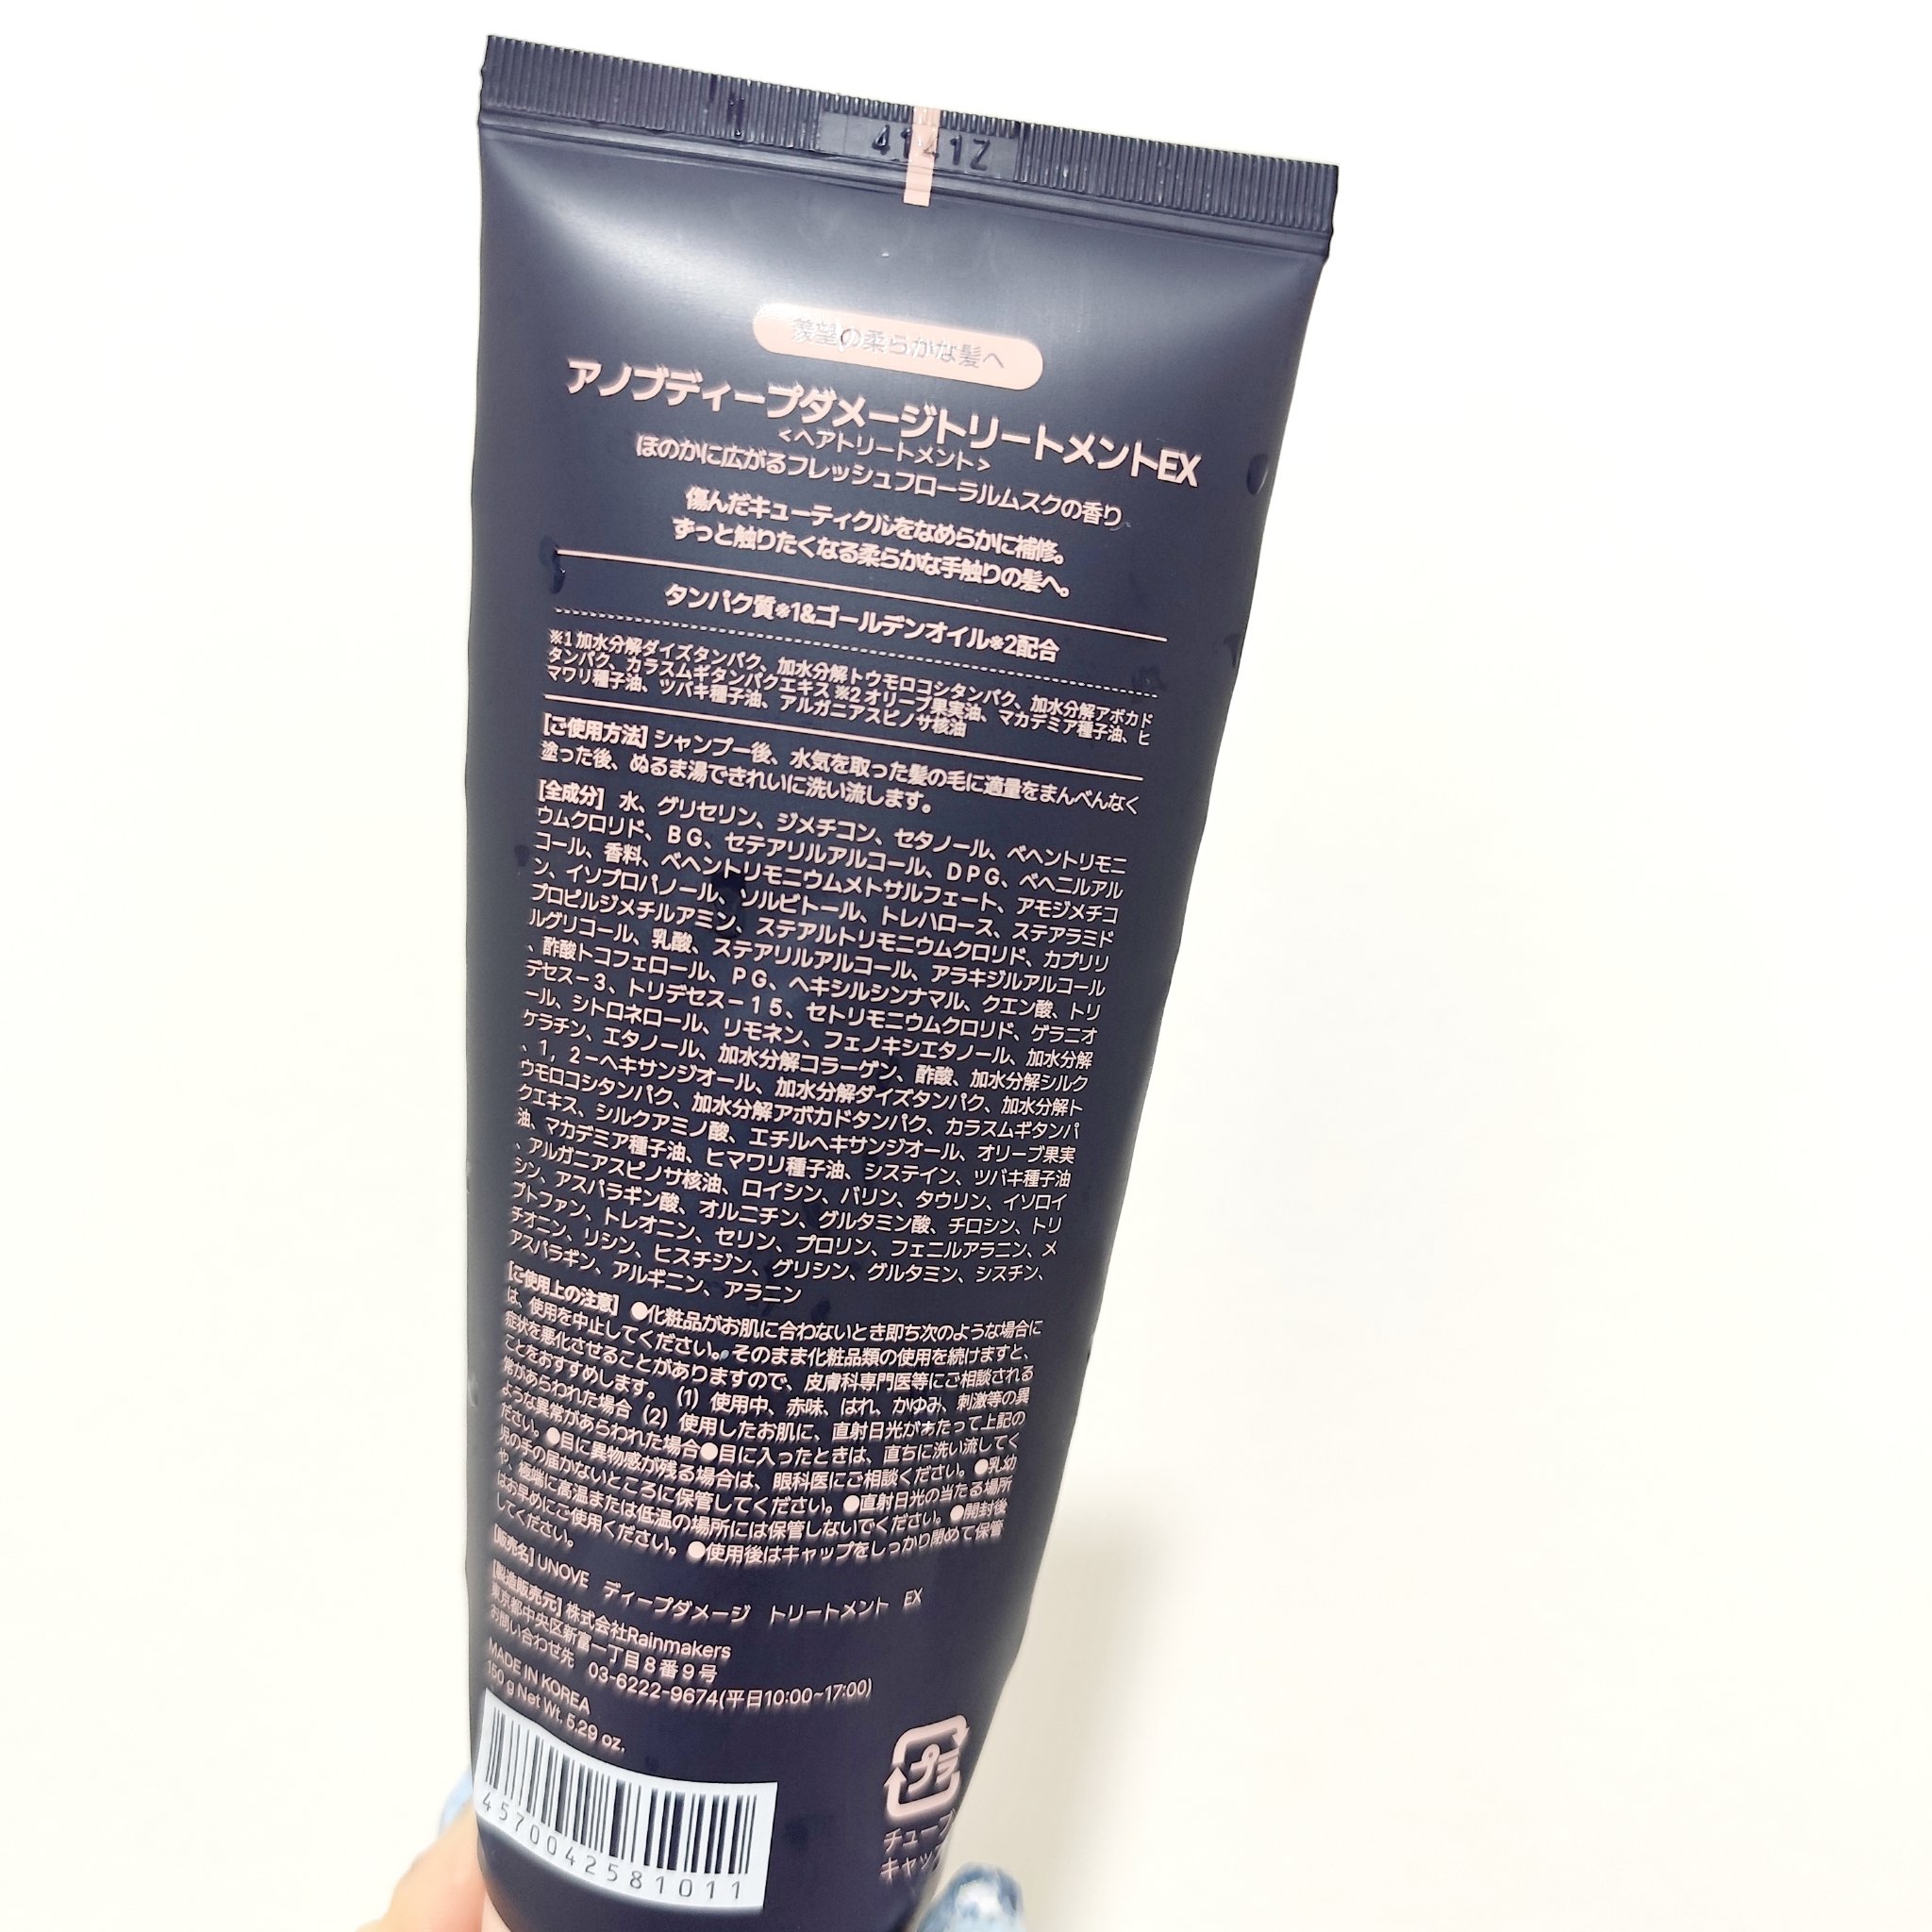 4141Z
羨望の柔らかな髪へ
アノブディープダメージトリートメントEX
<ヘアトリートメント>
ほのかに広がるフレッシュフローラルムスクの香り
傷んだキューティクルをなめらかに補修。
ずっと触りたくなる柔らかな手触りの髪へ。
タンパク質※1&ゴールデンオイル※2配合
※1 加水分解ダイズタンパク、加水分解トウモロコシタンパク、加水分解アボカド
タンパク、カラスムギタンパクエキス ※2 オリーブ果実油、マカデミア種子油、ヒ
マワリ種子油、ツバキ種子油、アルガニアスピノサ核油
[ご使用方法] シャンプー後、水気を取った髪の毛に適量をまんべんなく
塗った後、ぬるま湯できれいに洗い流します。
[全成分] 水、グリセリン、ジメチコン、セタノール、ベヘントリモニ
ウムクロリド、ＢＧ、セテアリルアルコール、ＤＰＧ、ベヘニルアル
コール、香料、ベヘントリモニウムメトサルフェート、アモジメチコ
ン、イソプロパノール、ソルビトール、トレハロース、ステアラミド
プロピルジメチルアミン、ステアルトリモニウムクロリド、カプリリ
ルグリコール、乳酸、ステアリルアルコール、アラキジルアルコール
、酢酸トコフェロール、ＰＧ、ヘキシルシンナマル、クエン酸、トリ
デセス－３、トリデセス－１５、セトリモニウムクロリド、ゲラニオ
ール、シトロネロール、リモネン、フェノキシエタノール、加水分解
ケラチン、エタノール、加水分解コラーゲン、酢酸、加水分解シルク
、１，２－ヘキサンジオール、加水分解ダイズタンパク、加水分解ト
ウモロコシタンパク、加水分解アボカドタンパク、カラスムギタンパ
クエキス、シルクアミノ酸、エチルヘキサンジオール、オリーブ果実
油、マカデミア種子油、ヒマワリ種子油、システイン、ツバキ種子油
、アルガニアスピノサ核油、ロイシン、バリン、タウリン、イソロイ
シン、アスパラギン酸、オルニチン、グルタミン酸、チロシン、トリ
プトファン、トレオニン、セリン、プロリン、フェニルアラニン、メ
チオニン、リシン、ヒスチジン、グリシン、グルタミン、シスチン、
アスパラギン、アルギニン、アラニン
[ご使用上の注意] ●化粧品がお肌に合わないとき即ち次のような場合に
は、使用を中止してください。そのまま化粧品類の使用を続けますと、
症状を悪化させることがありますので、皮膚科専門医等にご相談される
ことをおすすめします。 (1) 使用中、赤味、はれ、かゆみ、刺激等の異
常があらわれた場合 (2) 使用したお肌に、直射日光があたって上記の
ような異常があらわれた場合●目に入ったときは、直ちに洗い流してく
ださい。●目に異物感が残る場合は、眼科医にご相談ください。●乳幼
児の手の届かないところに保管してください。●直射日光の当たる場所
や、極端に高温または低温の場所には保管しないでください。●開封後
はお早めにご使用ください。●使用後はキャップをしっかり閉めて保管
してください。
[販売名] UNOVE ディープダメージ トリートメント EX
[製造販売元] 株式会社Rainmakers
東京都中央区新富一丁目８番９号
お問い合わせ先 03-6222-9674(平日10:00~17:00)
MADE IN KOREA
150 g Net Wt. 5.29 oz.
4570042581011
プラ
チューブ
キャップ